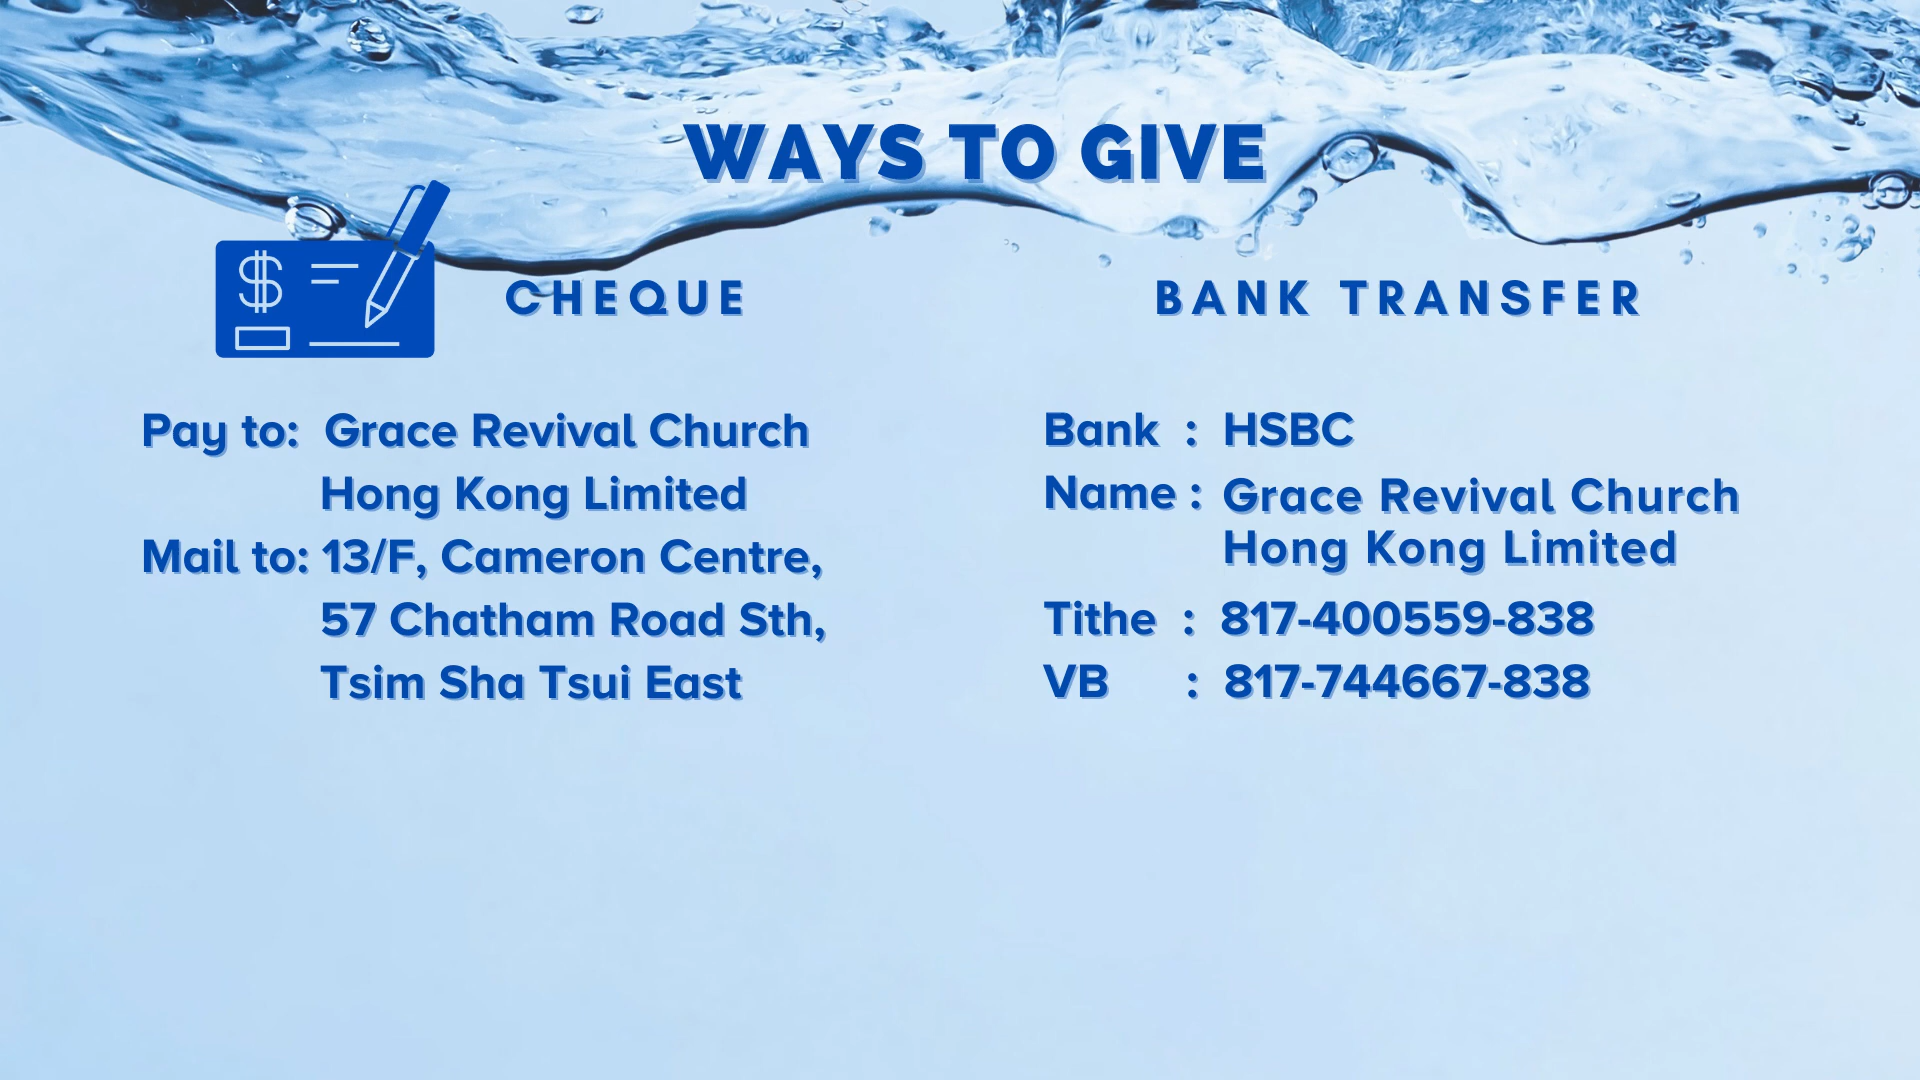 WAYS TO GIVE
CHEQUE
Pay to: Grace Revival Church
Hong Kong Limited
Mail to: 13/F, Cameron Centre,
57 Chatham Road Sth,
Tsim Sha Tsui East
BANK TRANSFER
Bank : HSBC
Name : Grace Revival Church
Hong Kong Limited
Tithe : 817-400559-838
VB : 817-744667-838